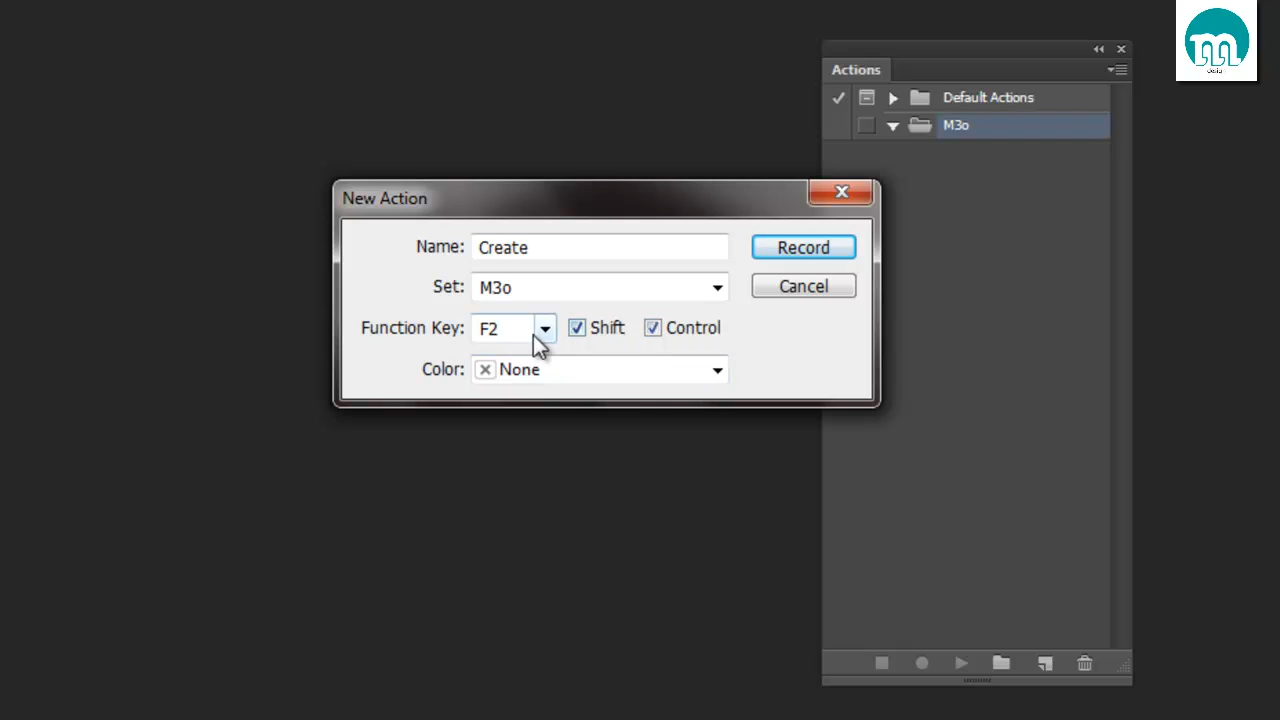 m
design
Actions
Default Actions
M3o
New Action
Name: Create
Record
Set: M3o
Cancel
Function Key: F2 Shift Control
Color: None